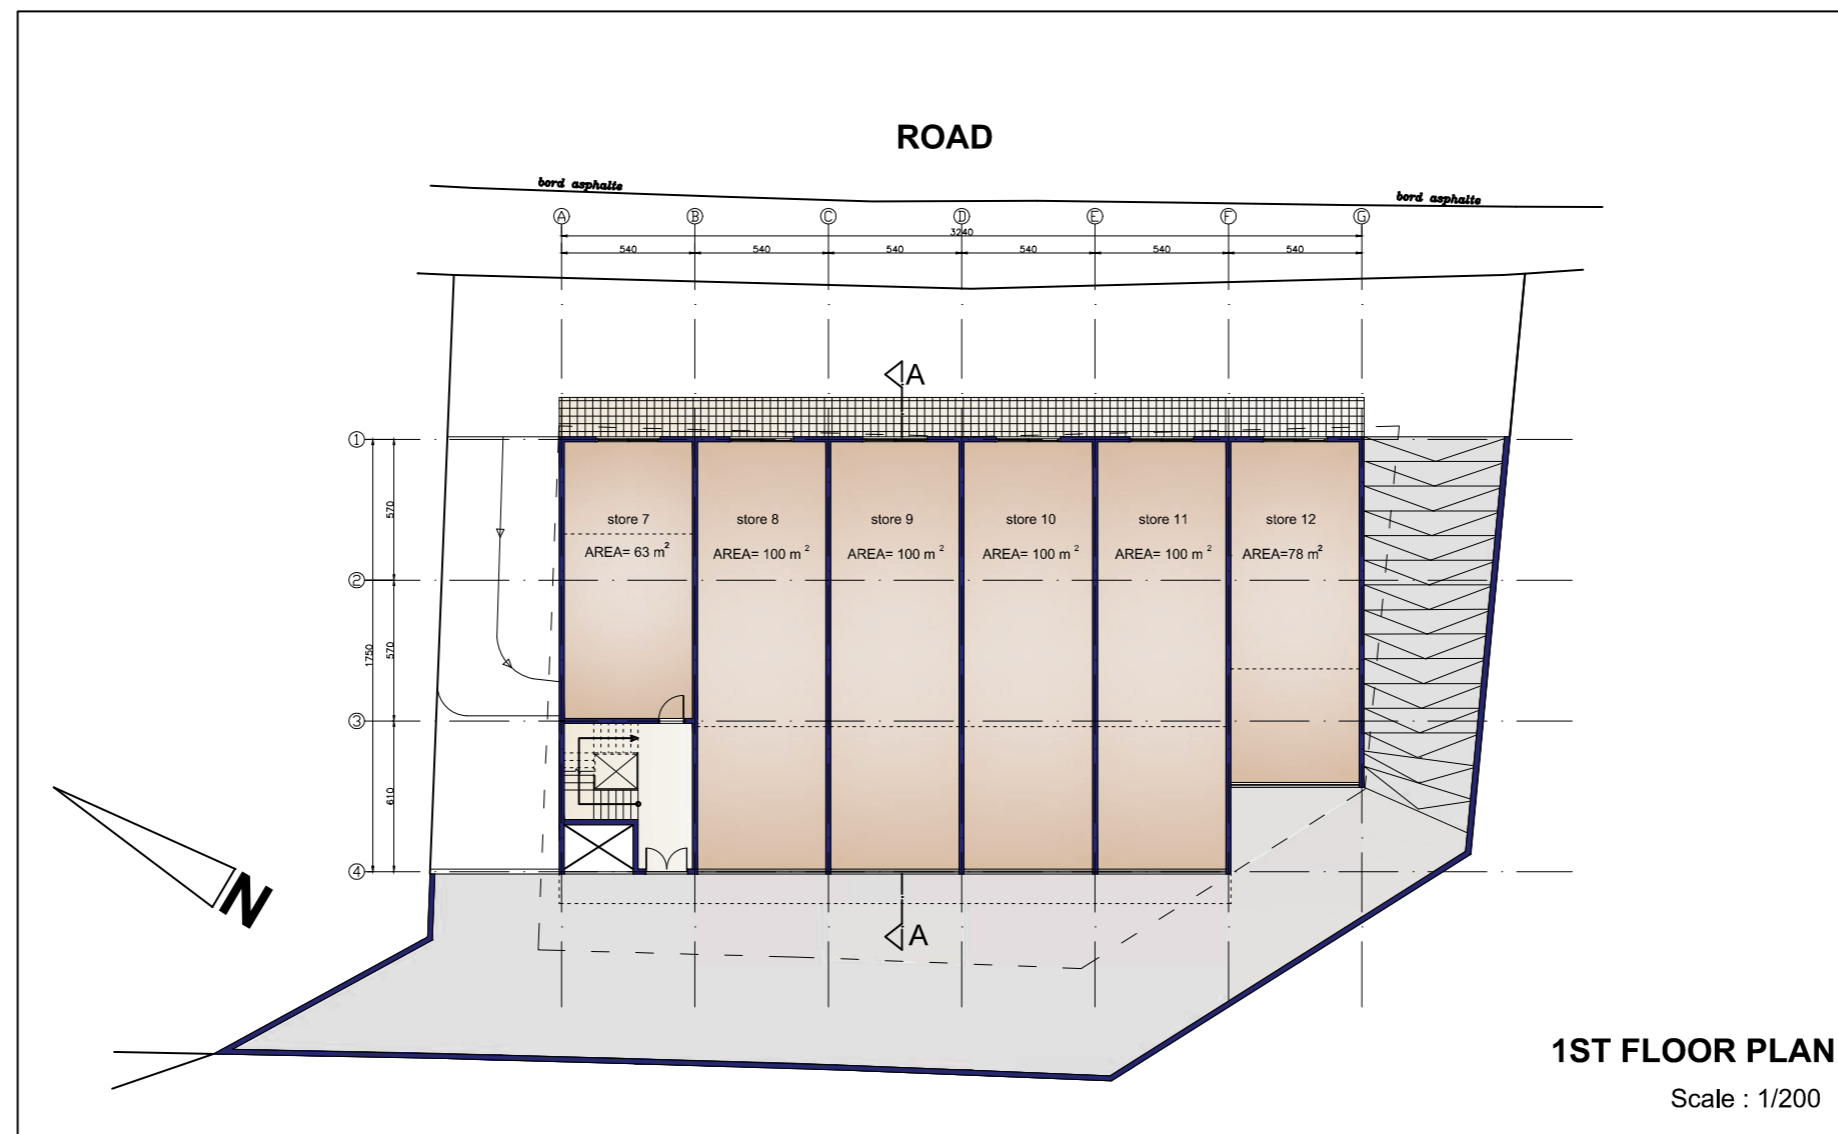 ROAD
bord asphalte
bord asphalte
A B C D E F G
3240
540 540 540 540 540 540
A
1
2
3
4
570
570
610
1750
store 7
AREA= 63 m²
store 8
AREA= 100 m²
store 9
AREA= 100 m²
store 10
AREA= 100 m²
store 11
AREA= 100 m²
store 12
AREA=78 m²
N
A
1ST FLOOR PLAN
Scale : 1/200